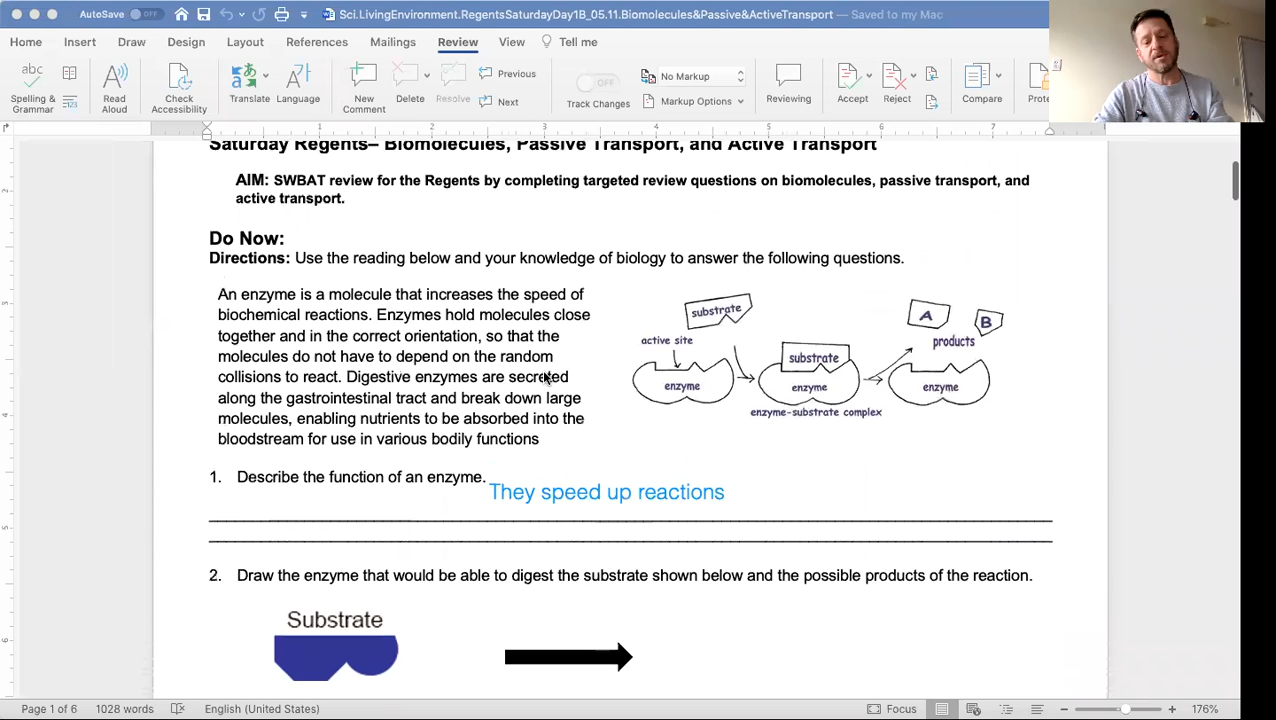 AutoSave OFF
Sci.LivingEnvironment.RegentsSaturdayDay1B_05.11.Biomolecules&Passive&ActiveTransport — Saved to my Mac
Home Insert Draw Design Layout References Mailings Review View Tell me
abc
Spelling & Grammar
Read Aloud
Check Accessibility
Translate
Language
New Comment
Delete
Resolve
Previous
Next
OFF
Track Changes
No Markup
Markup Options
Reviewing
Accept
Reject
Compare
1 2 3 4 5 6 7
Saturday Regents– Biomolecules, Passive Transport, and Active Transport
AIM: SWBAT review for the Regents by completing targeted review questions on biomolecules, passive transport, and
active transport.
Do Now:
Directions: Use the reading below and your knowledge of biology to answer the following questions.
An enzyme is a molecule that increases the speed of
biochemical reactions. Enzymes hold molecules close
together and in the correct orientation, so that the
molecules do not have to depend on the random
collisions to react. Digestive enzymes are secreted
along the gastrointestinal tract and break down large
molecules, enabling nutrients to be absorbed into the
bloodstream for use in various bodily functions
substrate
active site
enzyme
substrate
enzyme
enzyme-substrate complex
A
B
products
enzyme
1. Describe the function of an enzyme.
They speed up reactions
2. Draw the enzyme that would be able to digest the substrate shown below and the possible products of the reaction.
Substrate
Page 1 of 6 1028 words English (United States) Focus 176%